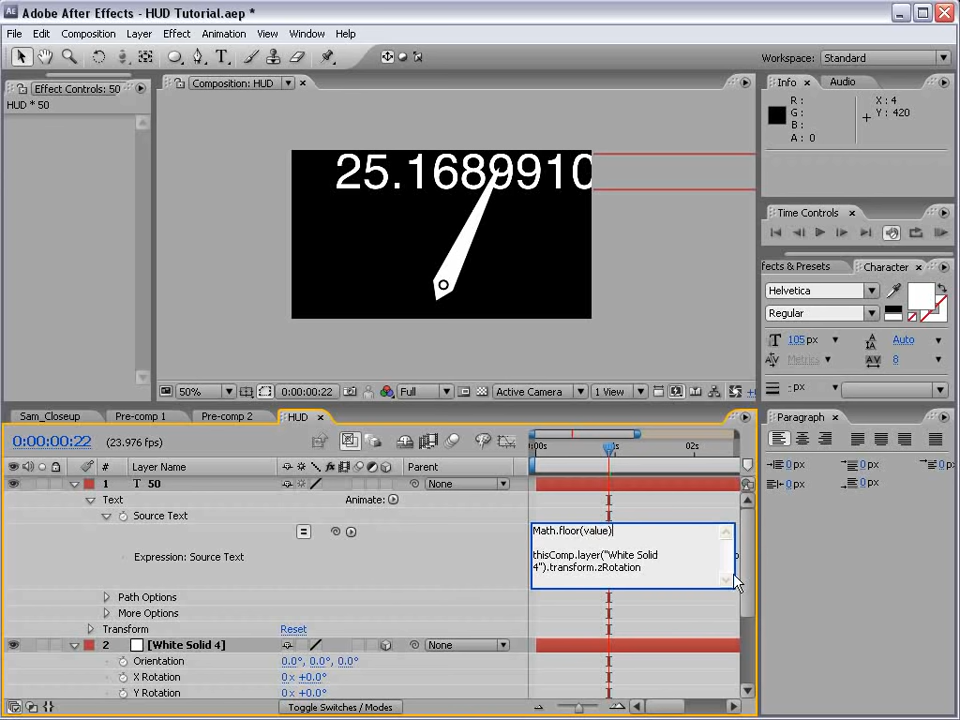 Adobe After Effects - HUD Tutorial.aep *
File Edit Composition Layer Effect Animation View Window Help
Workspace: Standard
Effect Controls: 50
HUD * 50
Composition: HUD
25.1689910
50%
0:00:00:22
Full
Active Camera
1 View
Info Audio
R:
G:
B:
A: 0
X: 4
Y: 420
Time Controls
ffects & Presets Character
Helvetica
Regular
105 px
Auto
Metrics
8
- px
Paragraph
0 px 0 px 0 px
0 px 0 px
Sam_Closeup Pre-comp 1 Pre-comp 2 HUD
0:00:00:22 (23.976 fps)
:00s 02s
# Layer Name Parent
1 T 50 None
Text Animate:
Source Text
Expression: Source Text
Math.floor(value)
thisComp.layer("White Solid
4").transform.zRotation
Path Options
More Options
Transform Reset
2 [White Solid 4] None
Orientation 0.0°, 0.0°, 0.0°
X Rotation 0 x +0.0°
Y Rotation 0 x +0.0°
Toggle Switches / Modes